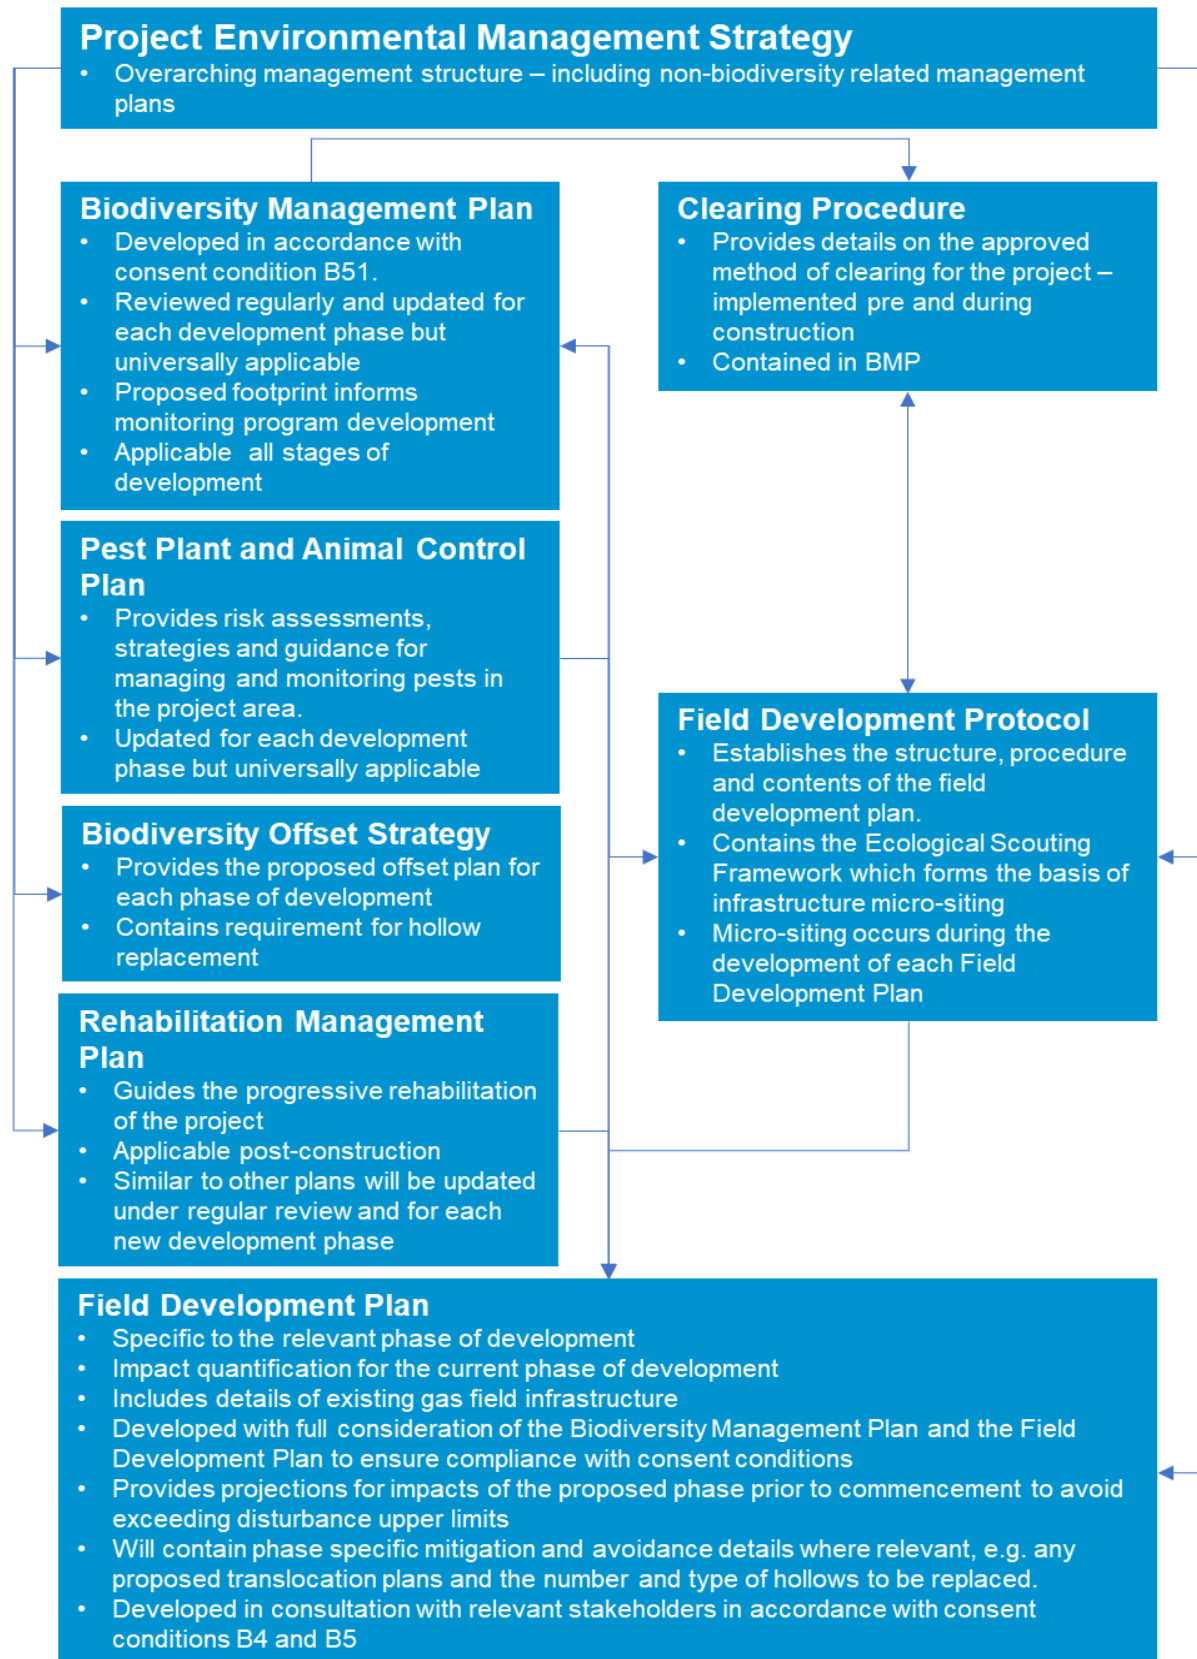 Project Environmental Management Strategy
• Overarching management structure – including non-biodiversity related management
plans
Biodiversity Management Plan
• Developed in accordance with
consent condition B51.
• Reviewed regularly and updated for
each development phase but
universally applicable
• Proposed footprint informs
monitoring program development
• Applicable all stages of
development
Clearing Procedure
• Provides details on the approved
method of clearing for the project –
implemented pre and during
construction
• Contained in BMP
Pest Plant and Animal Control
Plan
• Provides risk assessments,
strategies and guidance for
managing and monitoring pests in
the project area.
• Updated for each development
phase but universally applicable
Field Development Protocol
• Establishes the structure, procedure
and contents of the field
development plan.
• Contains the Ecological Scouting
Framework which forms the basis of
infrastructure micro-siting
• Micro-siting occurs during the
development of each Field
Development Plan
Biodiversity Offset Strategy
• Provides the proposed offset plan for
each phase of development
• Contains requirement for hollow
replacement
Rehabilitation Management
Plan
• Guides the progressive rehabilitation
of the project
• Applicable post-construction
• Similar to other plans will be updated
under regular review and for each
new development phase
Field Development Plan
• Specific to the relevant phase of development
• Impact quantification for the current phase of development
• Includes details of existing gas field infrastructure
• Developed with full consideration of the Biodiversity Management Plan and the Field
Development Plan to ensure compliance with consent conditions
• Provides projections for impacts of the proposed phase prior to commencement to avoid
exceeding disturbance upper limits
• Will contain phase specific mitigation and avoidance details where relevant, e.g. any
proposed translocation plans and the number and type of hollows to be replaced.
• Developed in consultation with relevant stakeholders in accordance with consent
conditions B4 and B5